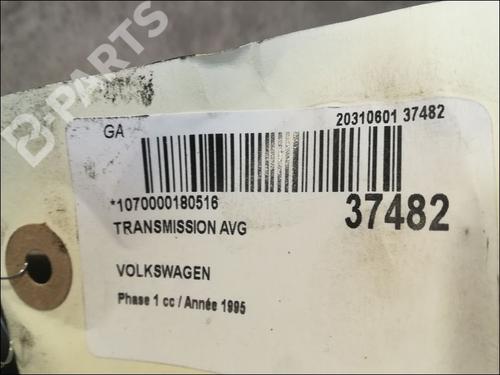 B-PARTS
GA
20310601 37482
*1070000180516
37482
TRANSMISSION AVG
VOLKSWAGEN
Phase 1 cc / Année 1995